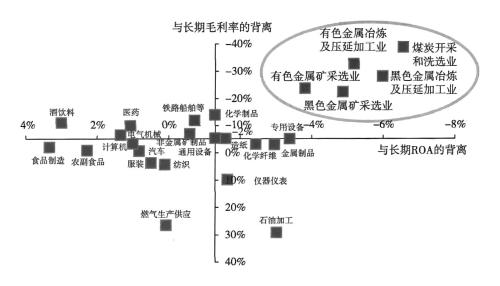 与长期毛利率的背离
-40%
有色金属冶炼
及压延加工业
煤炭开采
和洗选业
-30%
有色金属矿采选业
黑色金属冶炼
及压延加工业
-20%
黑色金属矿采选业
铁路船舶等
化学制品
酒饮料
医药
-10%
专用设备
4%
2%
电气机械
0%
-4%
-6%
-8%
计算机
非金属矿制品
与长期ROA的背离
食品制造
农副食品
服装
汽车
纺织
通用设备
造纸
化学纤维
金属制品
10%
仪器仪表
燃气生产供应
20%
石油加工
30%
40%